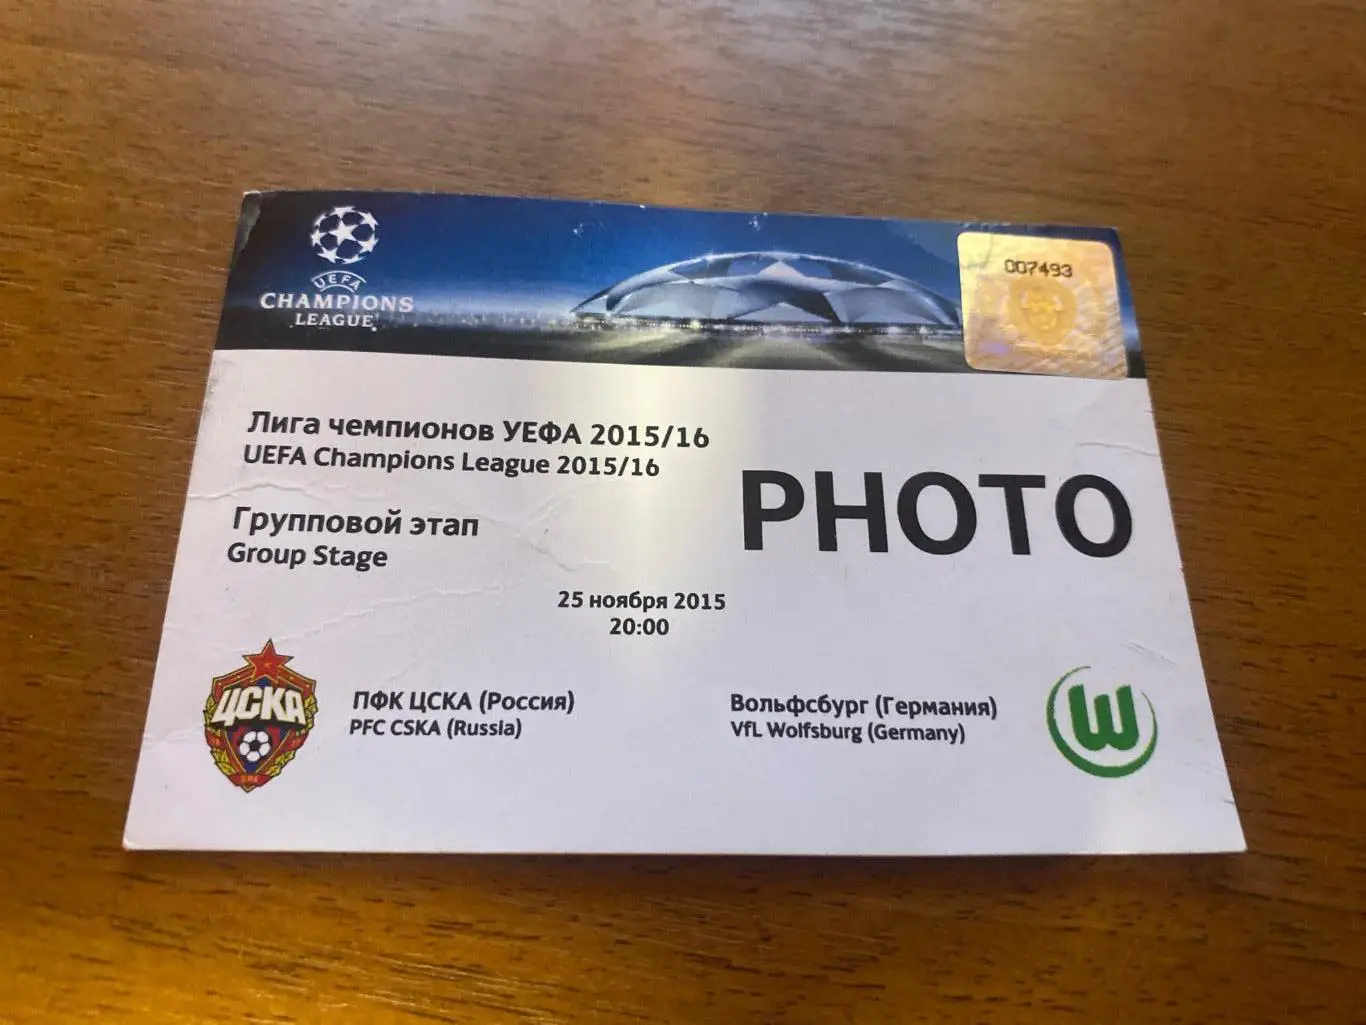 UEFA
CHAMPIONS
LEAGUE
007493
Лига чемпионов УЕФА 2015/16
UEFA Champions League 2015/16
PHOTO
Групповой этап
Group Stage
25 ноября 2015
20:00
ЦСКА
ПФК ЦСКА (Россия)
PFC CSKA (Russia)
Вольфсбург (Германия)
VfL Wolfsburg (Germany)
W